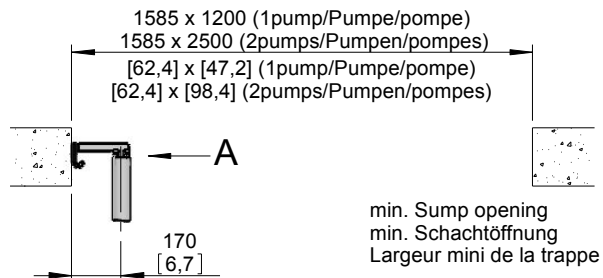 1585 x 1200 (1pump/Pumpe/pompe)
1585 x 2500 (2pumps/Pumpen/pompes)
[62,4] x [47,2] (1pump/Pumpe/pompe)
[62,4] x [98,4] (2pumps/Pumpen/pompes)
A
min. Sump opening
min. Schachtöffnung
Largeur mini de la trappe
170
[6,7]